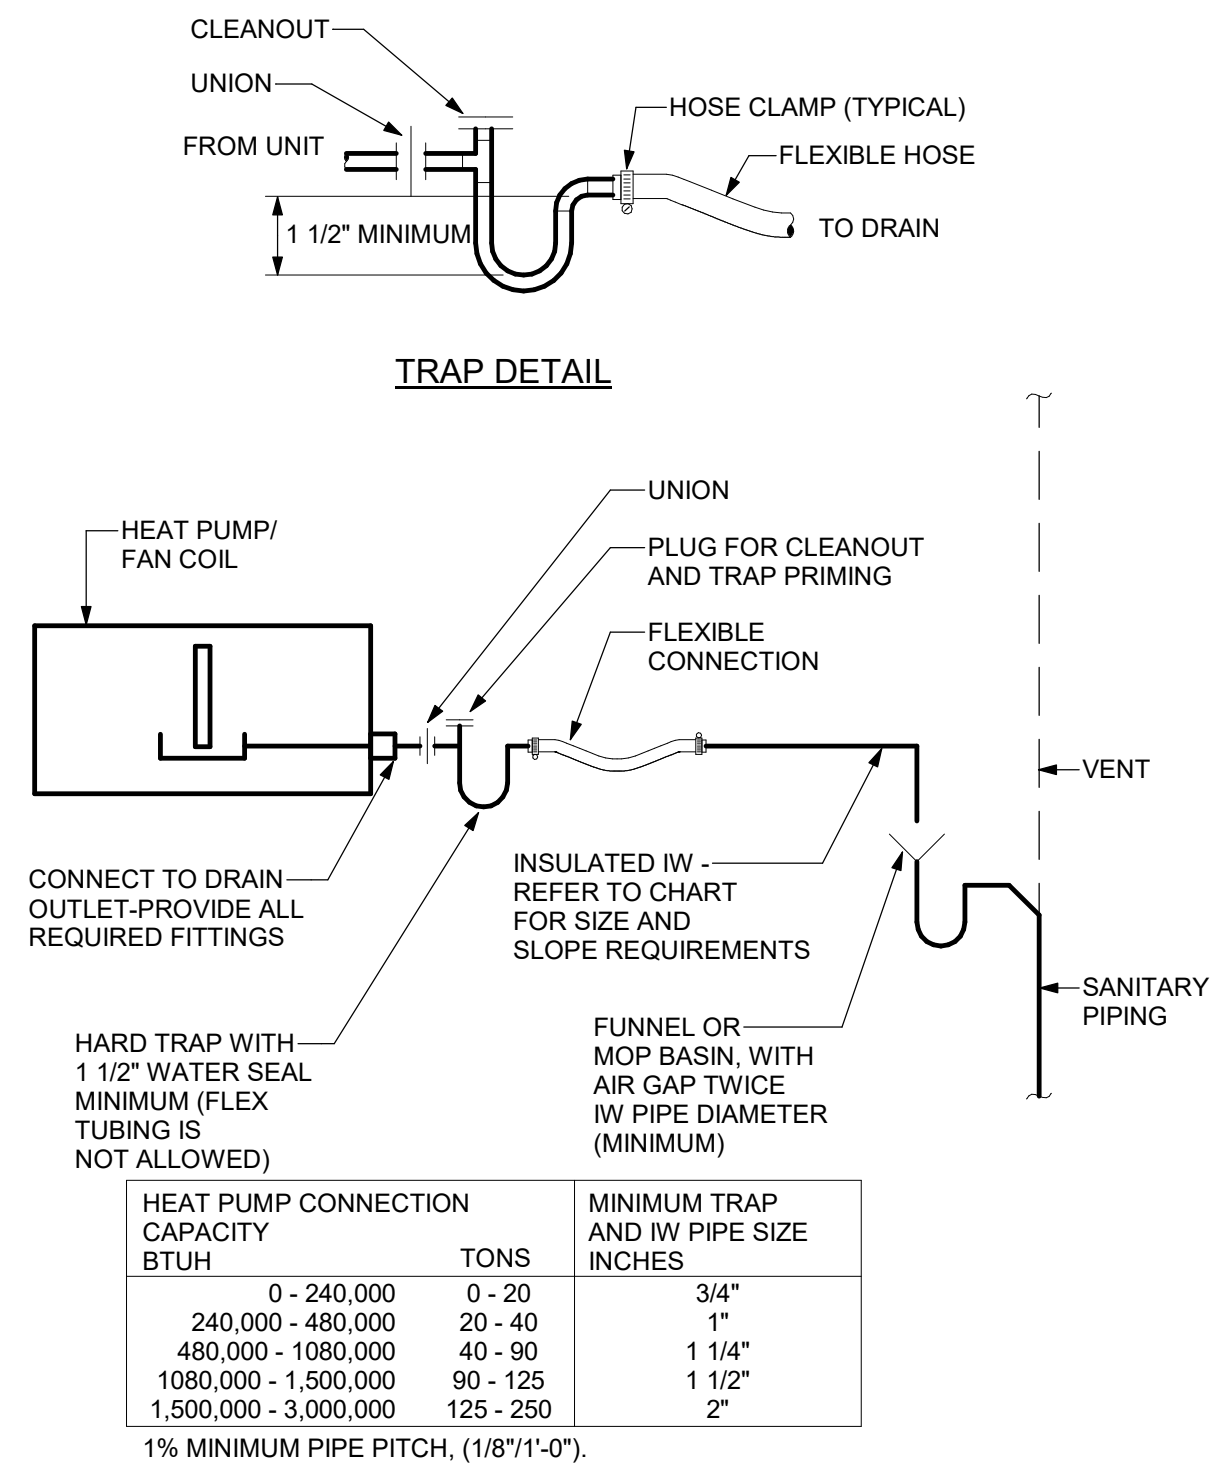 CLEANOUT
UNION
FROM UNIT
HOSE CLAMP (TYPICAL)
FLEXIBLE HOSE
TO DRAIN
1 1/2" MINIMUM
TRAP DETAIL
UNION
HEAT PUMP/
FAN COIL
PLUG FOR CLEANOUT
AND TRAP PRIMING
FLEXIBLE
CONNECTION
VENT
CONNECT TO DRAIN
OUTLET-PROVIDE ALL
REQUIRED FITTINGS
INSULATED IW -
REFER TO CHART
FOR SIZE AND
SLOPE REQUIREMENTS
SANITARY
PIPING
HARD TRAP WITH
1 1/2" WATER SEAL
MINIMUM (FLEX
TUBING IS
NOT ALLOWED)
FUNNEL OR
MOP BASIN, WITH
AIR GAP TWICE
IW PIPE DIAMETER
(MINIMUM)
HEAT PUMP CONNECTION
CAPACITY
BTUH TONS
MINIMUM TRAP
AND IW PIPE SIZE
INCHES
0 - 240,000 0 - 20 3/4"
240,000 - 480,000 20 - 40 1"
480,000 - 1080,000 40 - 90 1 1/4"
1080,000 - 1,500,000 90 - 125 1 1/2"
1,500,000 - 3,000,000 125 - 250 2"
1% MINIMUM PIPE PITCH, (1/8"/1'-0").